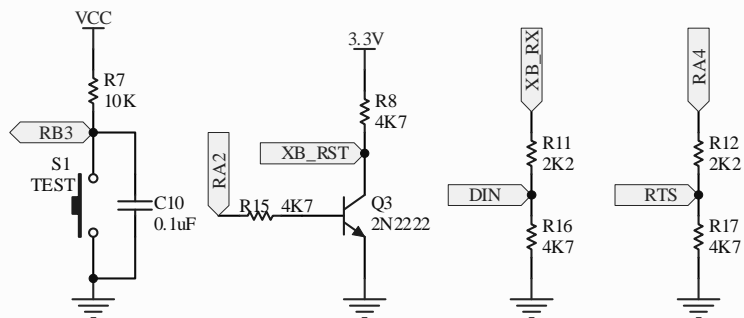 VCC
R7
10K
RB3
S1
TEST
C10
0.1uF
3.3V
R8
4K7
XB_RST
RA2
R15
4K7
Q3
2N2222
XB_RX
R11
2K2
DIN
R16
4K7
RA4
R12
2K2
RTS
R17
4K7